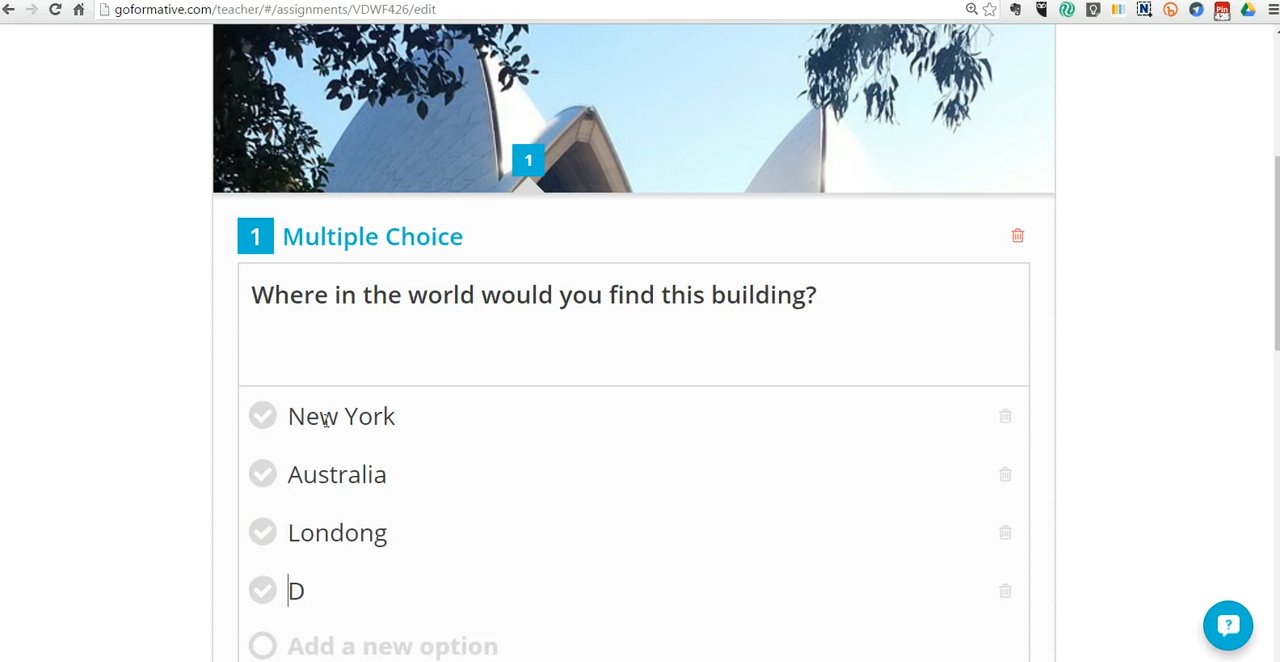 goformative.com/teacher/#/assignments/VDWF426/edit
1
1 Multiple Choice
Where in the world would you find this building?
New York
Australia
Londong
D
Add a new option